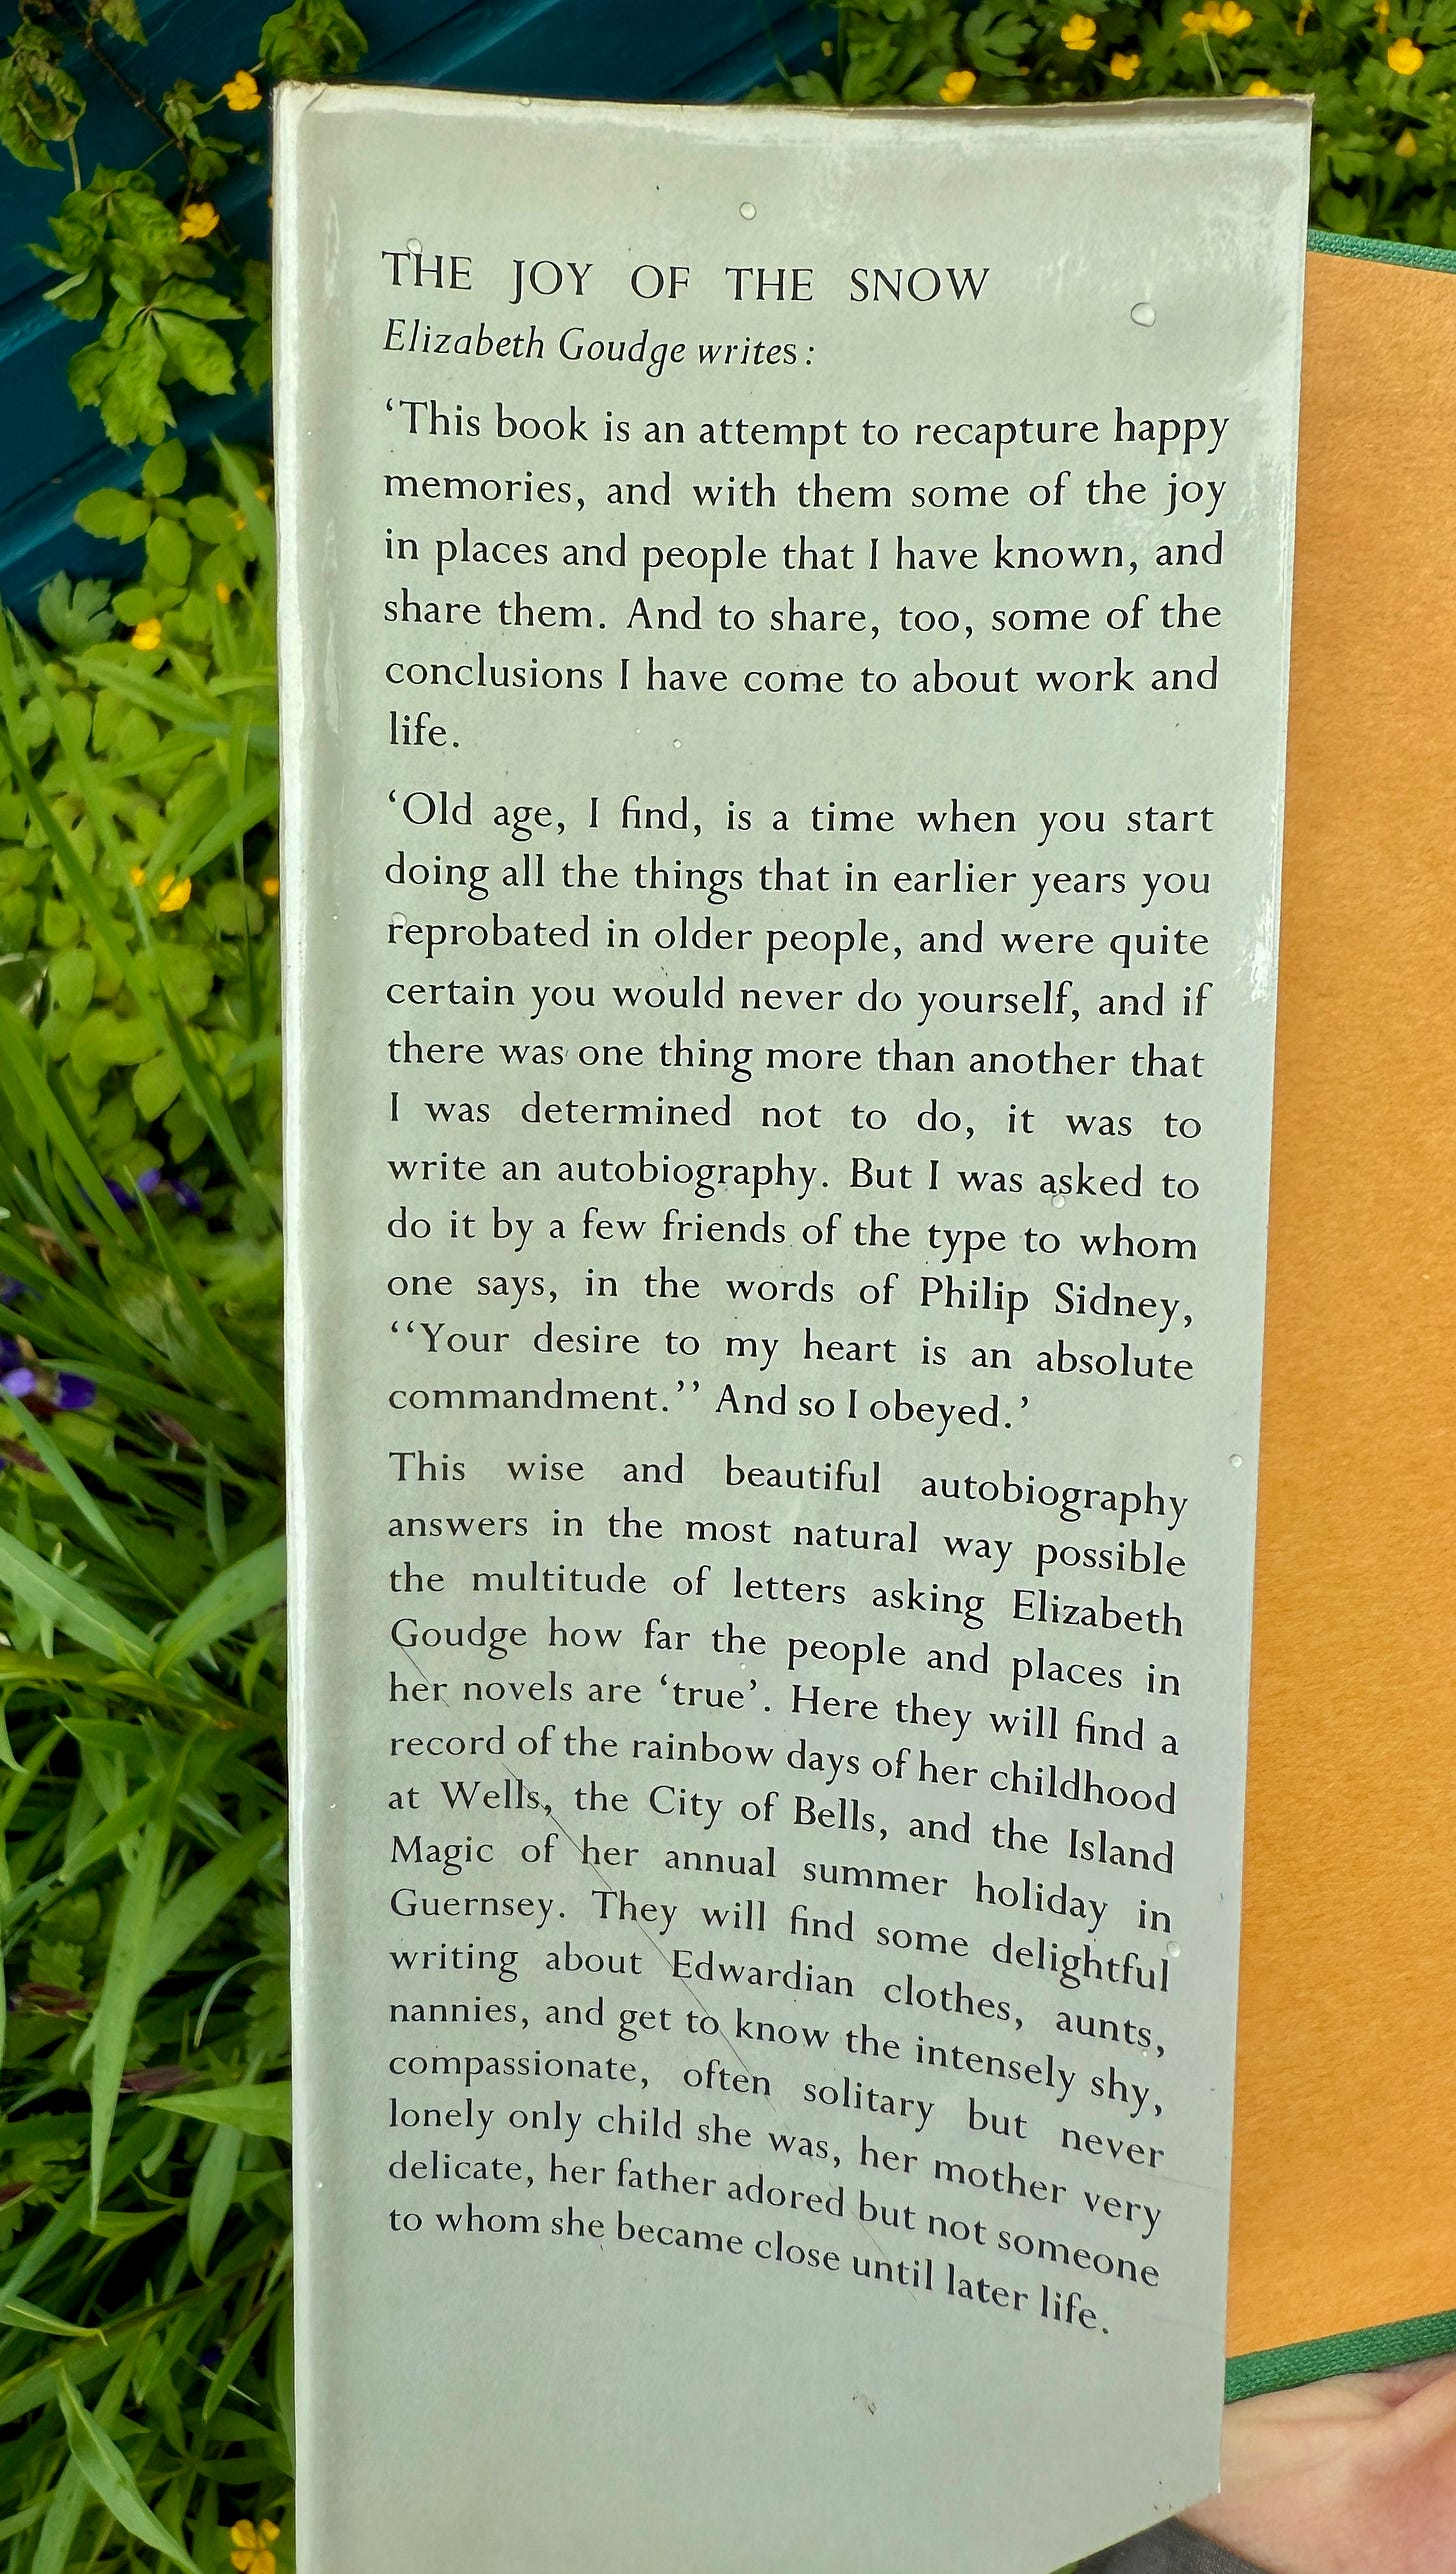 THE JOY OF THE SNOW
Elizabeth Goudge writes:
‘This book is an attempt to recapture happy
memories, and with them some of the joy
in places and people that I have known, and
share them. And to share, too, some of the
conclusions I have come to about work and
life.
‘Old age, I find, is a time when you start
doing all the things that in earlier years you
reprobated in older people, and were quite
certain you would never do yourself, and if
there was one thing more than another that
I was determined not to do, it was to
write an autobiography. But I was asked to
do it by a few friends of the type to whom
one says, in the words of Philip Sidney,
‘‘Your desire to my heart is an absolute
commandment.’’ And so I obeyed.’
This wise and beautiful autobiography
answers in the most natural way possible
the multitude of letters asking Elizabeth
Goudge how far the people and places in
her novels are ‘true’. Here they will find a
record of the rainbow days of her childhood
at Wells, the City of Bells, and the Island
Magic of her annual summer holiday in
Guernsey. They will find some delightful
writing about Edwardian clothes, aunts,
nannies, and get to know the intensely shy,
compassionate, often solitary but never
lonely only child she was, her mother very
delicate, her father adored but not someone
to whom she became close until later life.